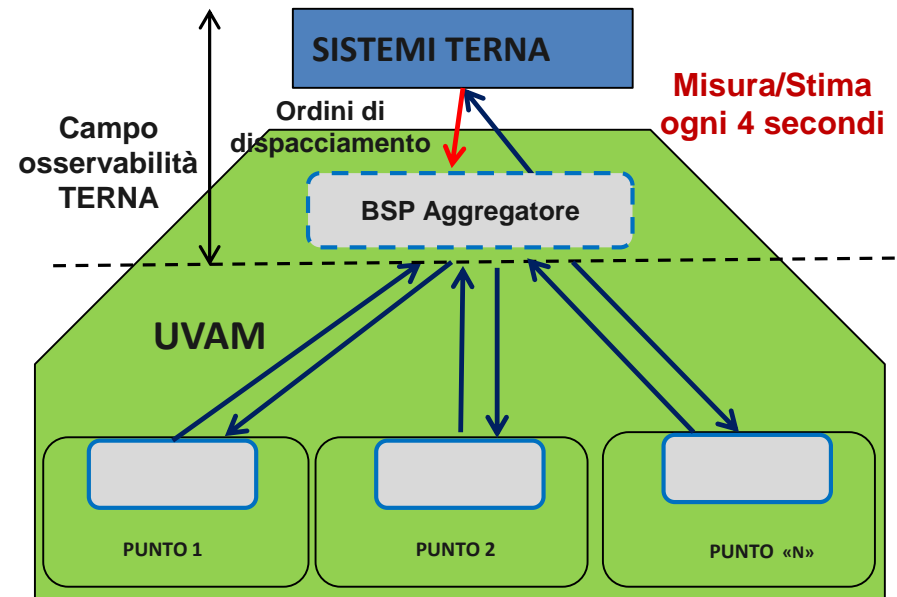 SISTEMI TERNA
Misura/Stima
ogni 4 secondi
Ordini di
dispacciamento
Campo
osservabilità
TERNA
BSP Aggregatore
UVAM
PUNTO 1
PUNTO 2
PUNTO «N»